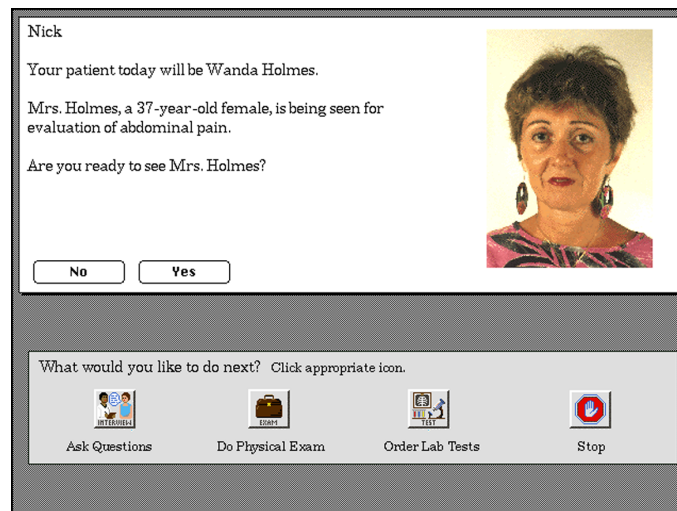 Nick
Your patient today will be Wanda Holmes.
Mrs. Holmes, a 37-year-old female, is being seen for
evaluation of abdominal pain.
Are you ready to see Mrs. Holmes?
No Yes
What would you like to do next? Click appropriate icon.
INTERVIEW EXAM TEST
Ask Questions Do Physical Exam Order Lab Tests Stop